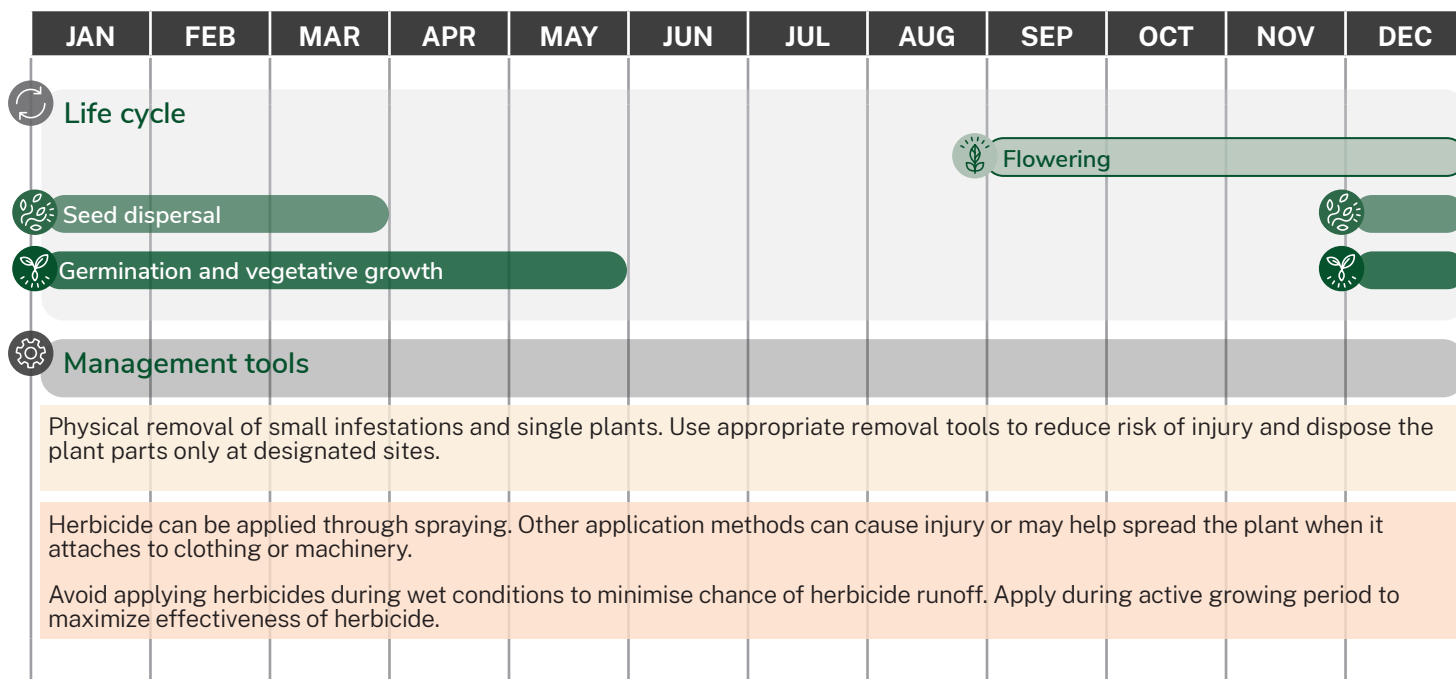 JAN FEB MAR APR MAY JUN JUL AUG SEP OCT NOV DEC
Life cycle
Flowering
Seed dispersal
Germination and vegetative growth
Management tools
Physical removal of small infestations and single plants. Use appropriate removal tools to reduce risk of injury and dispose the
plant parts only at designated sites.
Herbicide can be applied through spraying. Other application methods can cause injury or may help spread the plant when it
attaches to clothing or machinery.
Avoid applying herbicides during wet conditions to minimise chance of herbicide runoff. Apply during active growing period to
maximize effectiveness of herbicide.